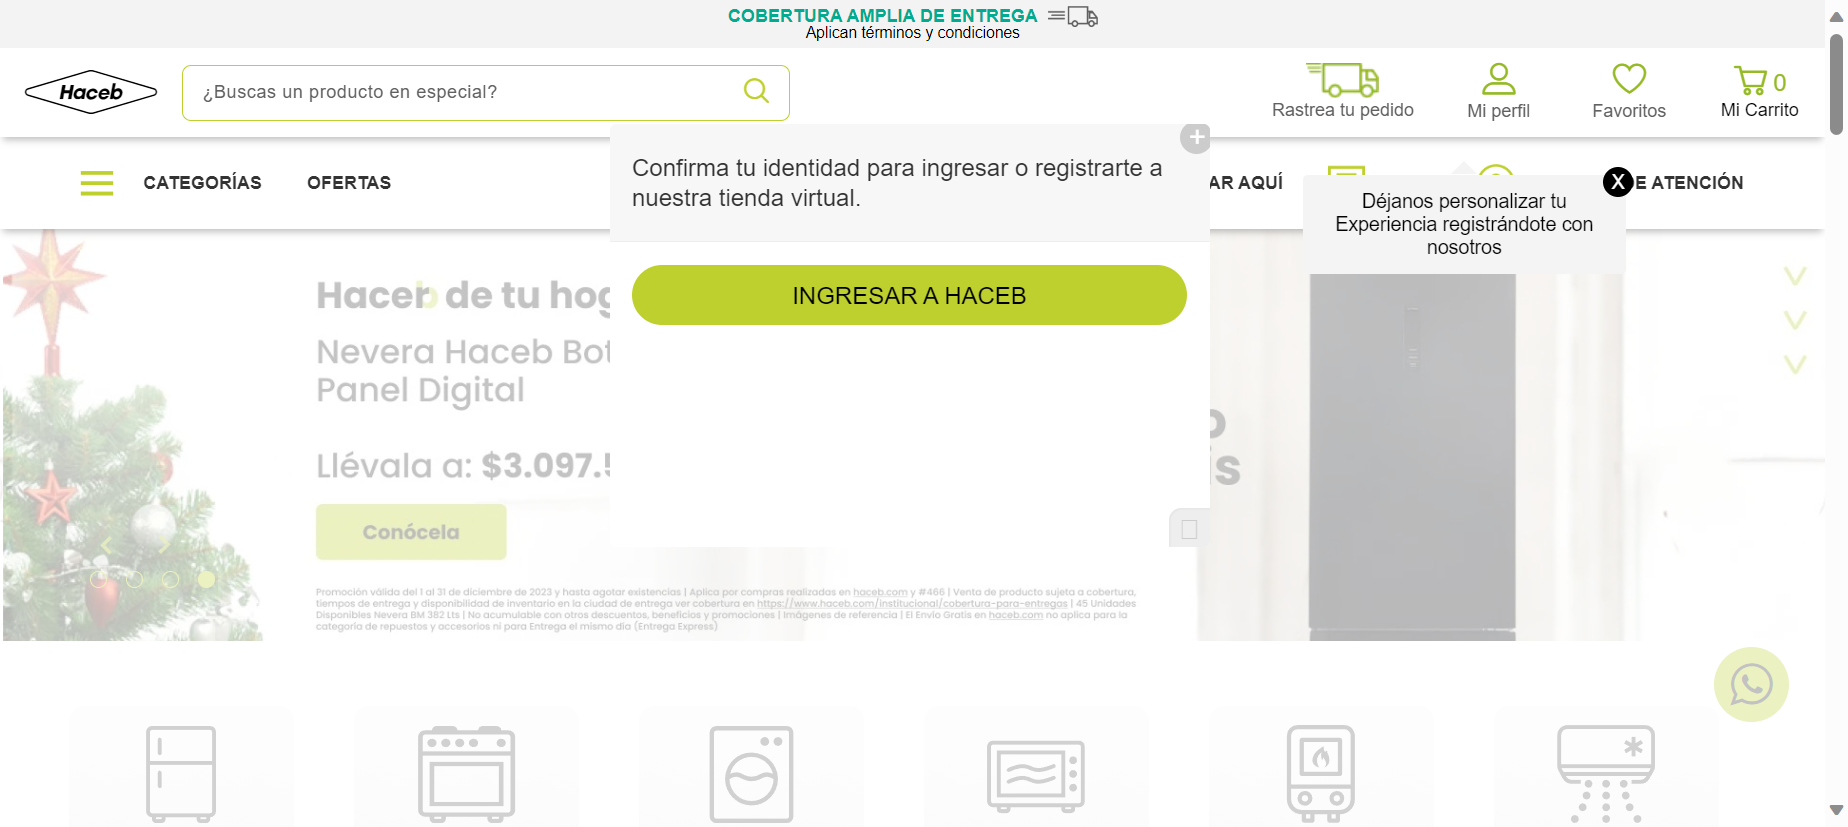 COBERTURA AMPLIA DE ENTREGA
Aplican términos y condiciones
Haceb
¿Buscas un producto en especial?
Rastrea tu pedido
Mi perfil
Favoritos
0
Mi Carrito
CATEGORÍAS
OFERTAS
AR AQUÍ
E ATENCIÓN
Confirma tu identidad para ingresar o registrarte a
nuestra tienda virtual.
INGRESAR A HACEB
X
Déjanos personalizar tu
Experiencia registrándote con
nosotros
Haceb de tu hog
Nevera Haceb Bot
Panel Digital
Llévala a: $3.097.5
Conócela
Promoción válida del 1 al 31 de diciembre de 2023 y hasta agotar existencias | Aplica por compras realizadas en haceb.com y #466 | Venta de producto sujeta a cobertura,
tiempos de entrega y disponibilidad de inventario en la ciudad de entrega ver cobertura en https://www.haceb.com/institucional/cobertura-para-entregas | 45 Unidades
Disponibles Nevera BM 382 Lts | No acumulable con otros descuentos, beneficios y promociones | Imágenes de referencia | El Envío Gratis en haceb.com no aplica para la
categoría de repuestos y accesorios ni para Entrega el mismo día (Entrega Express)